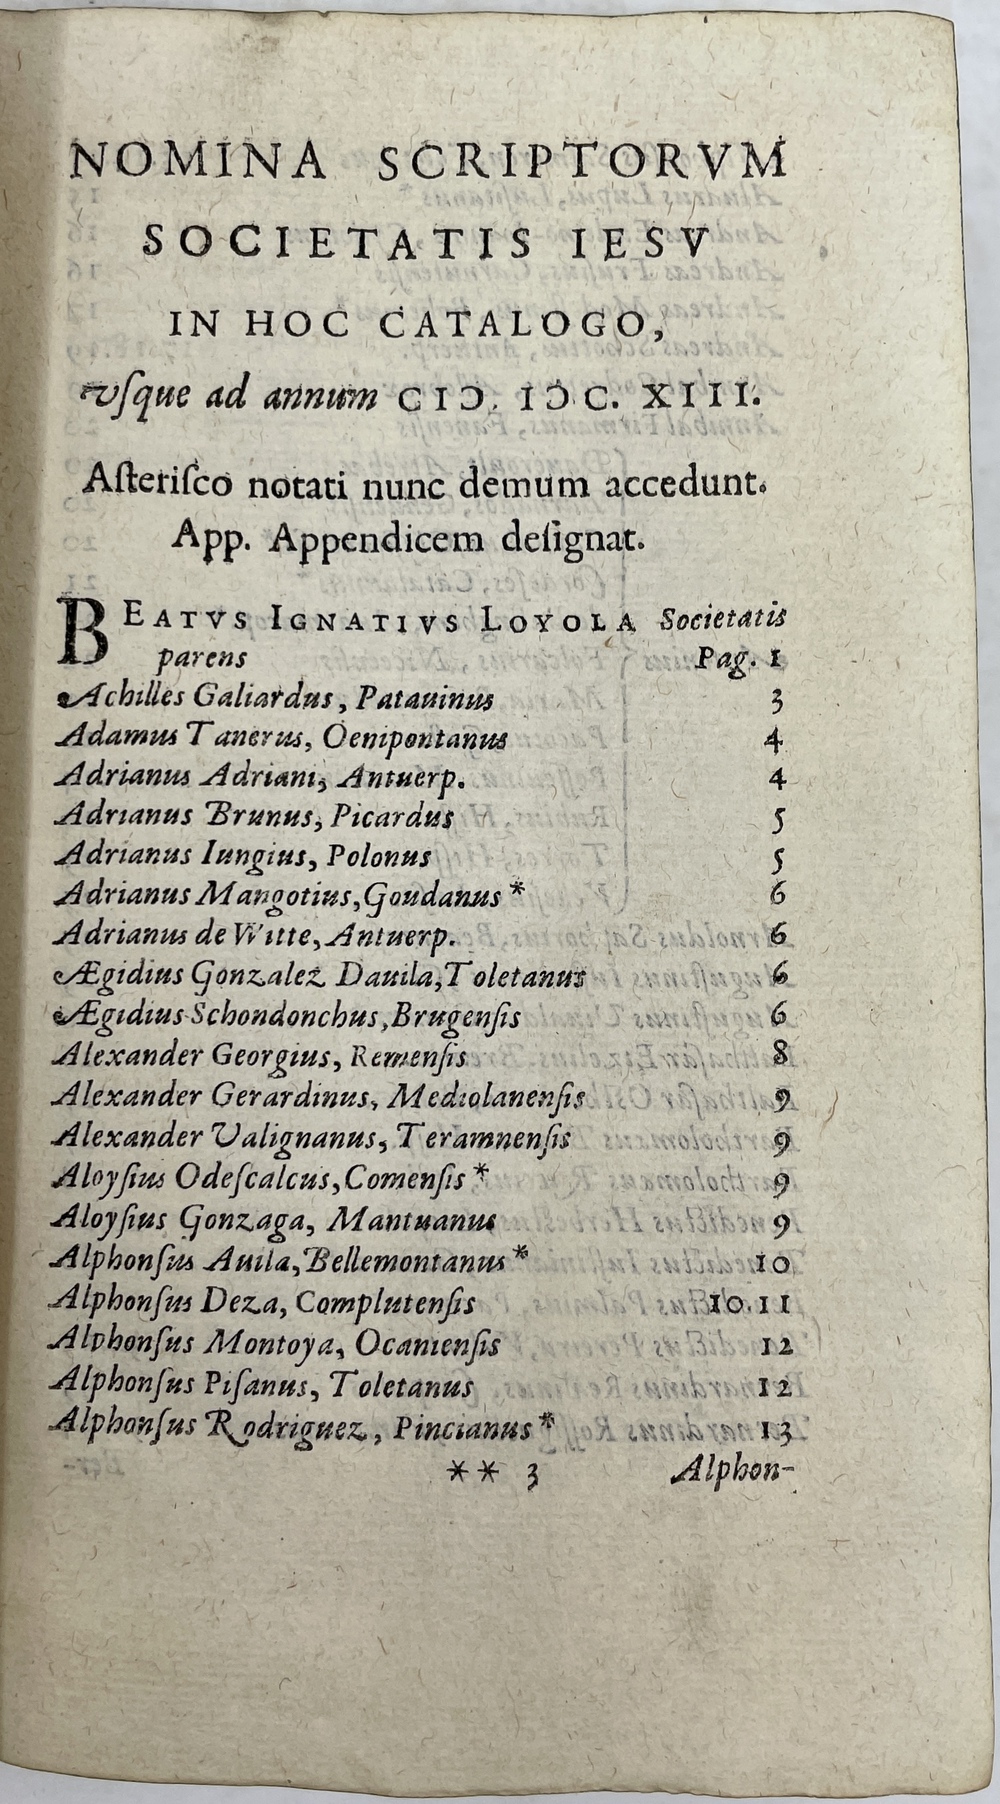 NOMINA SCRIPTORVM
SOCIETATIS IESV
IN HOC CATALOGO,
vſque ad annum CIƆ. IƆC. XIII.
Aſteriſco notati nunc demum accedunt.
App. Appendicem deſignat.
BEATVS IGNATIVS LOYOLA Societatis
parens Pag. 1
Achilles Galiardus, Patauinus 3
Adamus Tanerus, Oenipontanus 4
Adrianus Adriani, Antuerp. 4
Adrianus Brunus, Picardus 5
Adrianus Iungius, Polonus 5
Adrianus Mangotius, Goudanus * 6
Adrianus de Witte, Antuerp. 6
Ægidius Gonzalez Dauila, Toletanus 6
Ægidius Schondonchus, Brugenſis 6
Alexander Georgius, Remenſis 8
Alexander Gerardinus, Mediolanenſis 9
Alexander Valignanus, Teramnenſis 9
Aloyſius Odeſcalcus, Comenſis * 9
Aloyſius Gonzaga, Mantuanus 9
Alphonſus Auila, Bellemontanus * 10
Alphonſus Deza, Complutenſis 10.11
Alphonſus Montoya, Ocanienſis 12
Alphonſus Piſanus, Toletanus 12
Alphonſus Rodriguez, Pincianus * 13
** 3 Alphon-